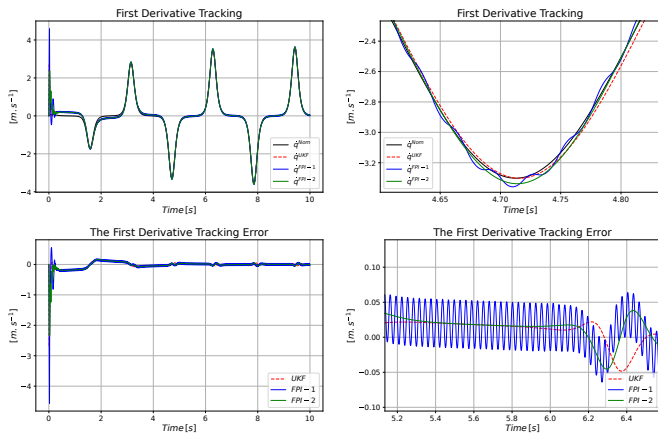 First Derivative Tracking
[m. s⁻¹]
4
2
0
−2
−4
0
2
4
6
8
10
Time [s]
q̇ᴺᵒᵐ
q̇ᵁᴷᶠ
q̇ᶠᴾᴵ⁻¹
q̇ᶠᴾᴵ⁻²
First Derivative Tracking
[m. s⁻¹]
−2.4
−2.6
−2.8
−3.0
−3.2
4.65
4.70
4.75
4.80
Time [s]
q̇ᴺᵒᵐ
q̇ᵁᴷᶠ
q̇ᶠᴾᴵ⁻¹
q̇ᶠᴾᴵ⁻²
The First Derivative Tracking Error
[m. s⁻¹]
0
−1
−2
−3
−4
0
2
4
6
8
10
Time [s]
UKF
FPI − 1
FPI − 2
The First Derivative Tracking Error
[m. s⁻¹]
0.10
0.05
0.00
−0.05
−0.10
5.2
5.4
5.6
5.8
6.0
6.2
6.4
Time [s]
UKF
FPI − 1
FPI − 2